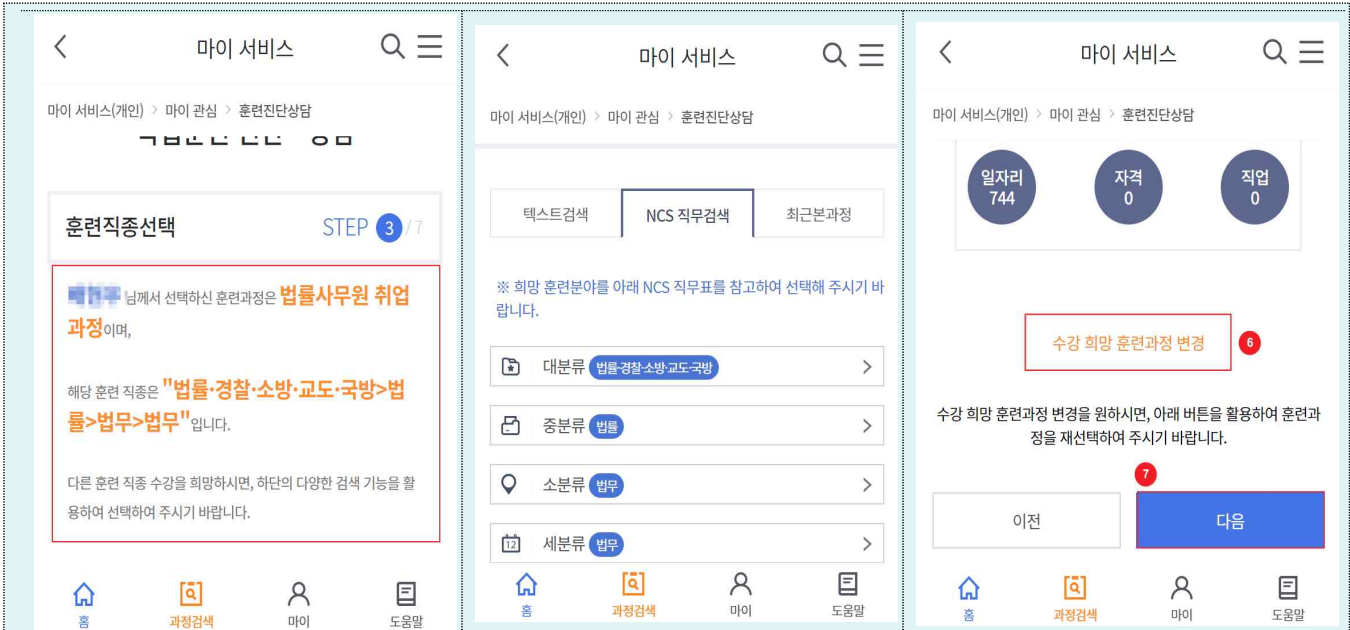 마이 서비스
마이 서비스(개인) > 마이 관심 > 훈련진단상담
훈련직종선택 STEP 3/7
님께서 선택하신 훈련과정은 법률사무원 취업
과정이며,
해당 훈련 직종은 "법률·경찰·소방·교도·국방>법
률>법무>법무"입니다.
다른 훈련 직종 수강을 희망하시면, 하단의 다양한 검색 기능을 활
용하여 선택하여 주시기 바랍니다.
홈 과정검색 마이 도움말
마이 서비스
마이 서비스(개인) > 마이 관심 > 훈련진단상담
텍스트검색 NCS 직무검색 최근본과정
※ 희망 훈련분야를 아래 NCS 직무표를 참고하여 선택해 주시기 바
랍니다.
대분류 법률·경찰·소방·교도·국방 >
중분류 법률 >
소분류 법무 >
12 세분류 법무 >
홈 과정검색 마이 도움말
마이 서비스
마이 서비스(개인) > 마이 관심 > 훈련진단상담
일자리 자격 직업
744 0 0
수강 희망 훈련과정 변경 6
수강 희망 훈련과정 변경을 원하시면, 아래 버튼을 활용하여 훈련과
정을 재선택하여 주시기 바랍니다.
7
이전 다음
홈 과정검색 마이 도움말